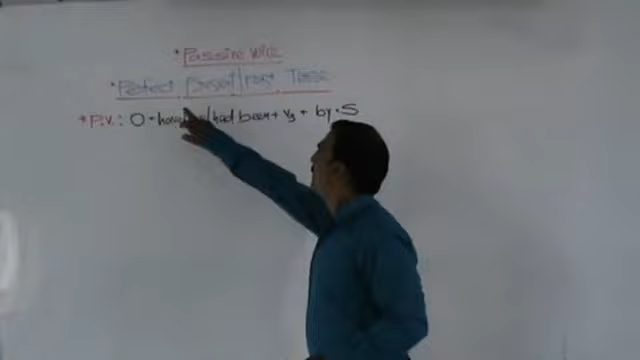 * Passive Voice
* Perfect Present/Past Tense
* P.V.: O + /had been + V3 + by + S